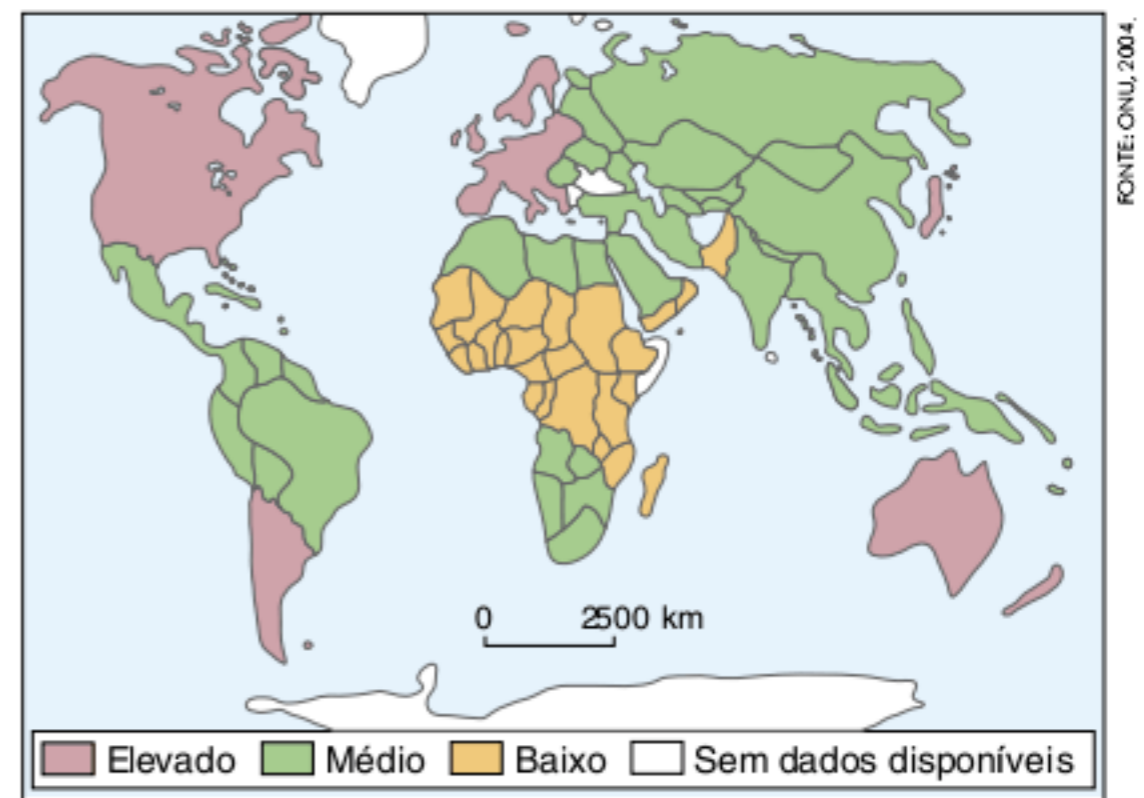 FONTE: ONU, 2004.
0 2500 km
Elevado Médio Baixo Sem dados disponíveis